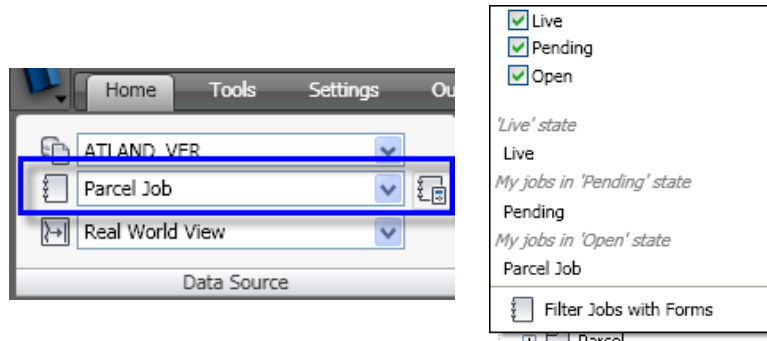 Home Tools Settings Ou
ATLAND_VER
Parcel Job
Real World View
Data Source
Live
Pending
Open
'Live' state
Live
My jobs in 'Pending' state
Pending
My jobs in 'Open' state
Parcel Job
Filter Jobs with Forms
Parcel